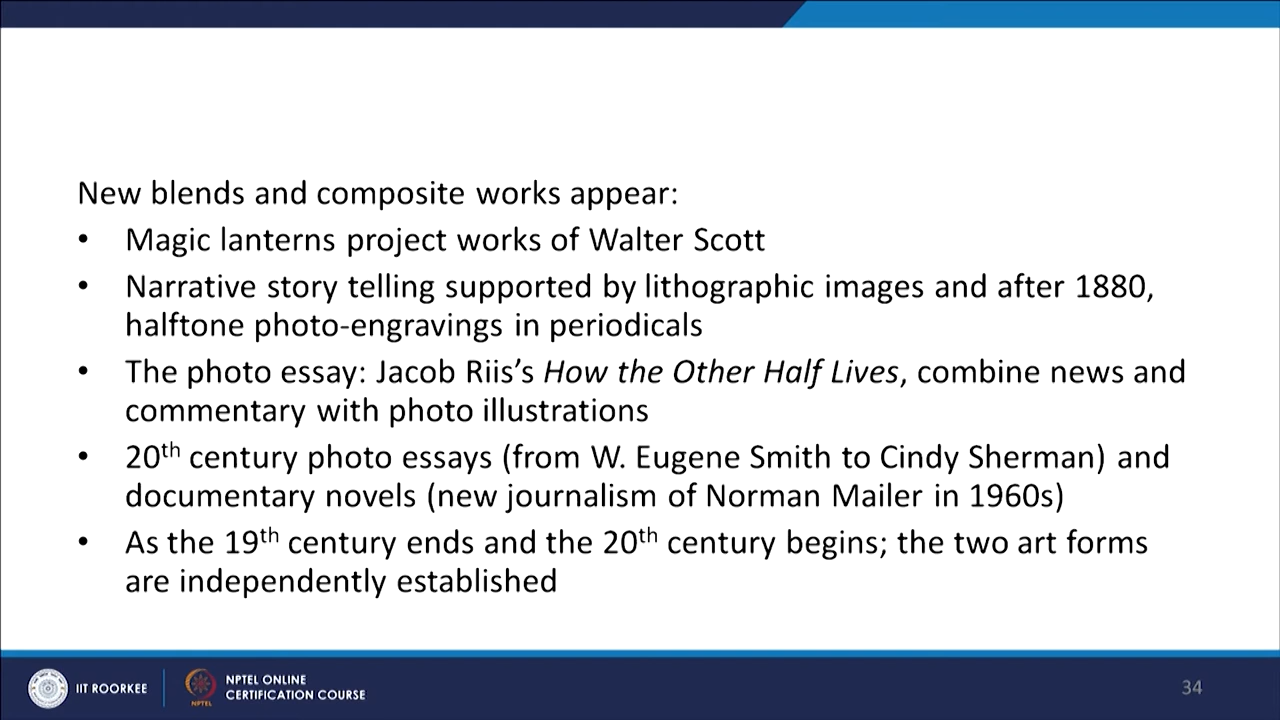 New blends and composite works appear:
• Magic lanterns project works of Walter Scott
• Narrative story telling supported by lithographic images and after 1880,
halftone photo-engravings in periodicals
• The photo essay: Jacob Riis’s How the Other Half Lives, combine news and
commentary with photo illustrations
• 20th century photo essays (from W. Eugene Smith to Cindy Sherman) and
documentary novels (new journalism of Norman Mailer in 1960s)
• As the 19th century ends and the 20th century begins; the two art forms
are independently established
IIT ROORKEE
NPTEL
NPTEL ONLINE
CERTIFICATION COURSE
34